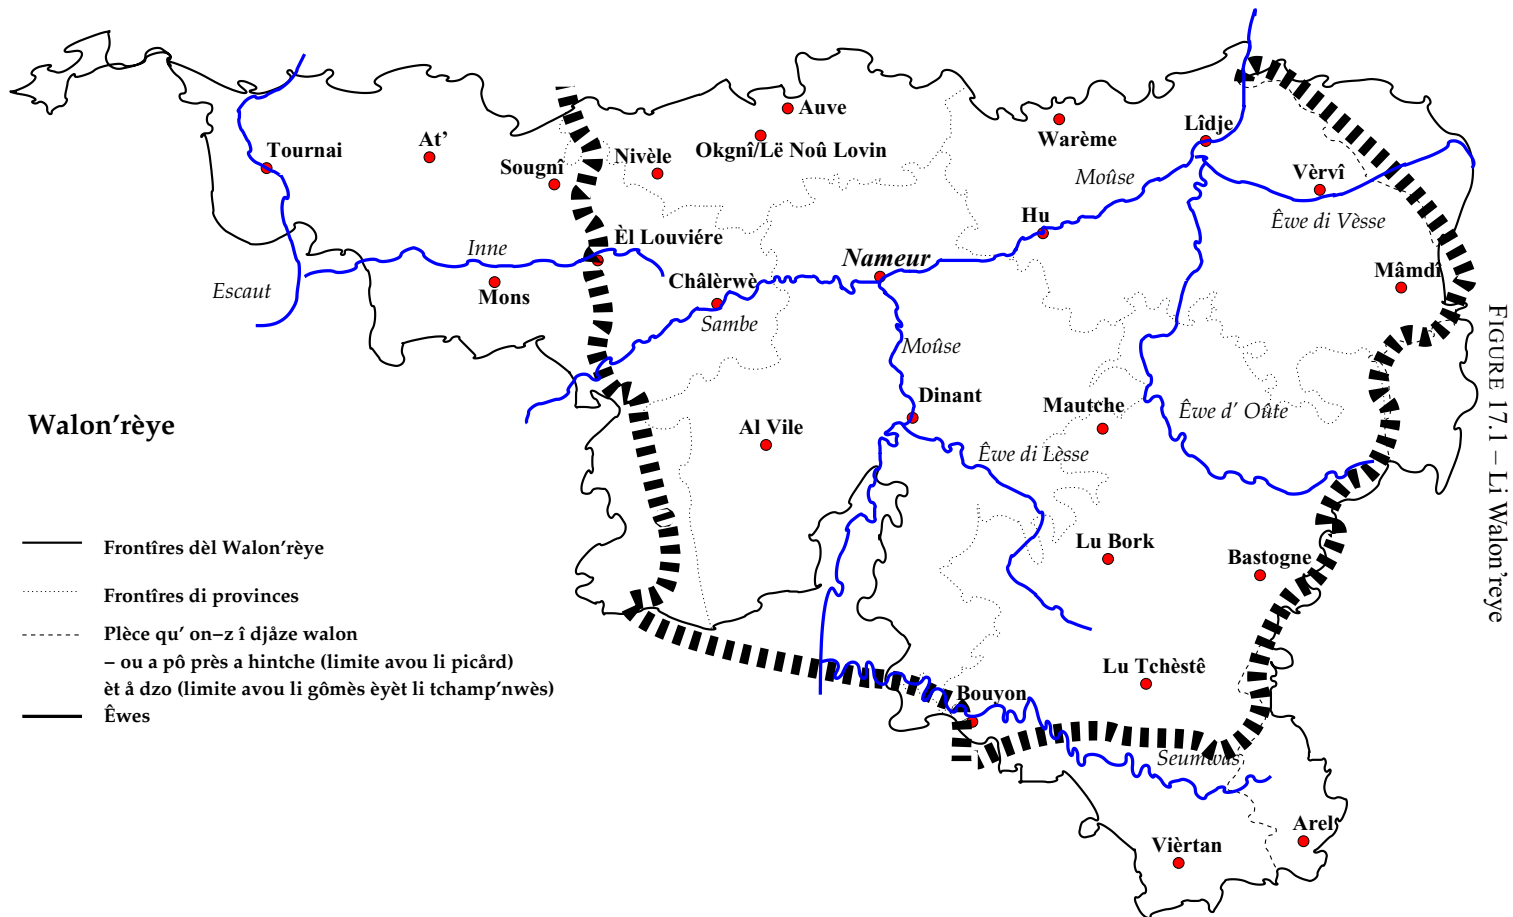 Auve
Warème
Lîdje
At'
Tournai
Sougnî
Nivèle
Okgnî/Lë Noû Lovin
Moûse
Vèrvî
Hu
Êwe di Vèsse
Èl Louviére
Inne
Nameur
Mâmdî
Escaut
Mons
Châlèrwè
Sambe
Moûse
Dinant
Mautche
Êwe d' Oûte
Walon'rèye
Al Vile
Êwe di Lèsse
Lu Bork
Bastogne
Frontîres dèl Walon'rèye
Frontîres di provinces
Plèce qu' on–z î djåze walon
– ou a pô près a hintche (limite avou li picård)
èt å dzo (limite avou li gômès èyèt li tchamp'nwès)
Êwes
Lu Tchèstê
Bouyon
Seumwas
Arel
Vièrtan
FIGURE 17.1 – Li Walon'reye